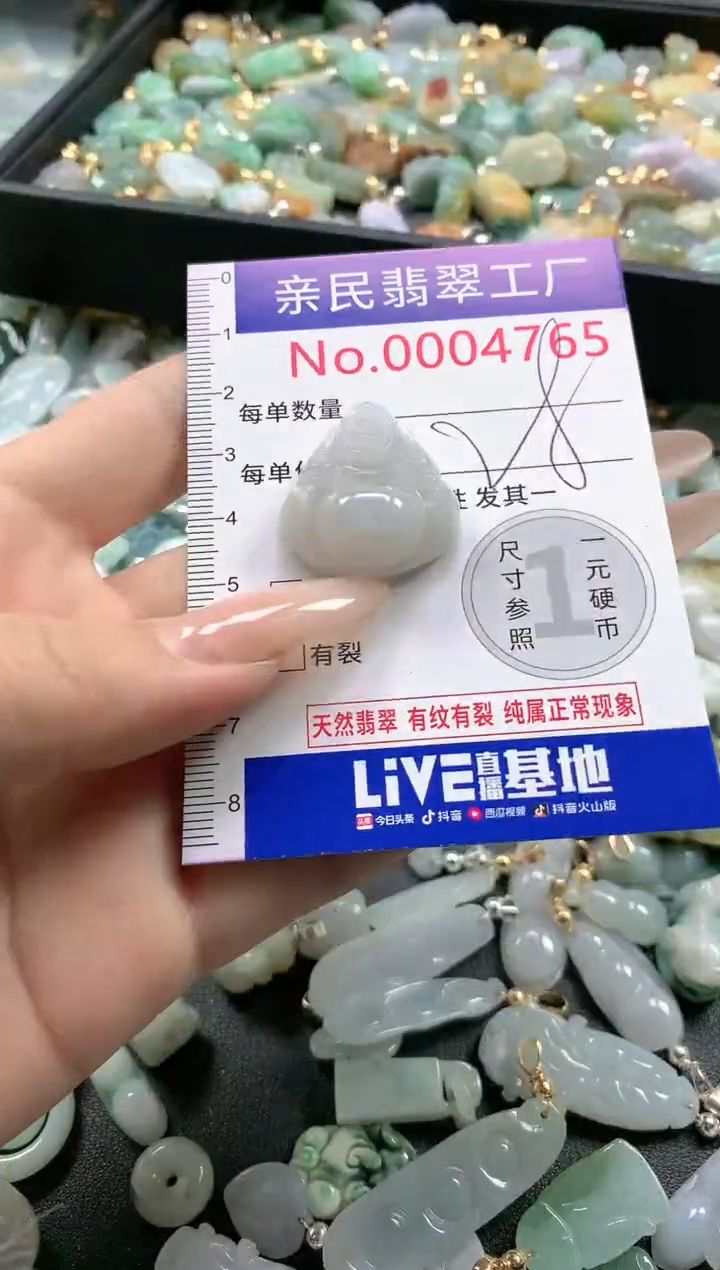 亲民翡翠工厂
No.0004765
每单数量
每单
发其一
尺寸参照
1
一元硬币
有裂
天然翡翠 有纹有裂 纯属正常现象
LiVE直播基地
头条 今日头条 抖音 西瓜视频 抖音火山版
0
1
2
3
4
5
7
8